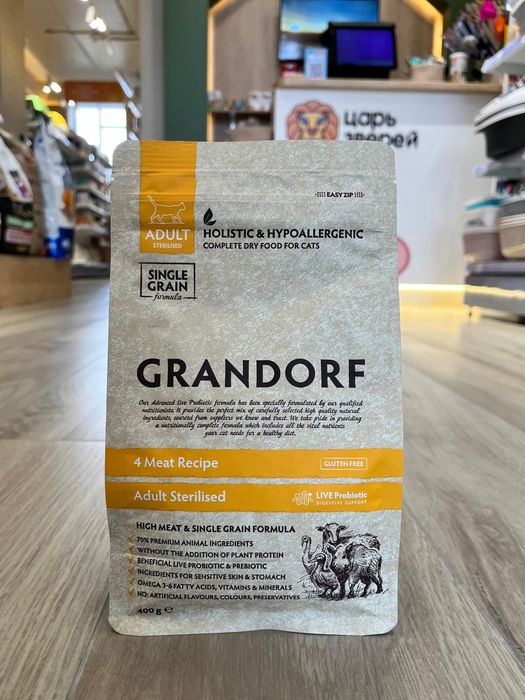 царь
зверей
EASY ZIP
ADULT
STERILISED
HOLISTIC & HYPOALLERGENIC
COMPLETE DRY FOOD FOR CATS
SINGLE
GRAIN
formula
GRANDORF
Our Advanced Live Probiotic formula has been specially formulated by our qualified
nutritionists. It provides the perfect mix of carefully selected high quality natural
ingredients, sourced from suppliers we know and trust. We take pride in providing
a nutritionally complete formula which includes all the vital nutrients
your cat needs for a healthy diet.
4 Meat Recipe
GLUTEN FREE
Adult Sterilised
LIVE Probiotic
DIGESTIVE SUPPORT
HIGH MEAT & SINGLE GRAIN FORMULA
70% PREMIUM ANIMAL INGREDIENTS
WITHOUT THE ADDITION OF PLANT PROTEIN
BENEFICIAL LIVE PROBIOTIC & PREBIOTIC
INGREDIENTS FOR SENSITIVE SKIN & STOMACH
OMEGA 3-6 FATTY ACIDS, VITAMINS & MINERALS
NO: ARTIFICIAL FLAVOURS, COLOURS, PRESERVATIVES
400 g ℮